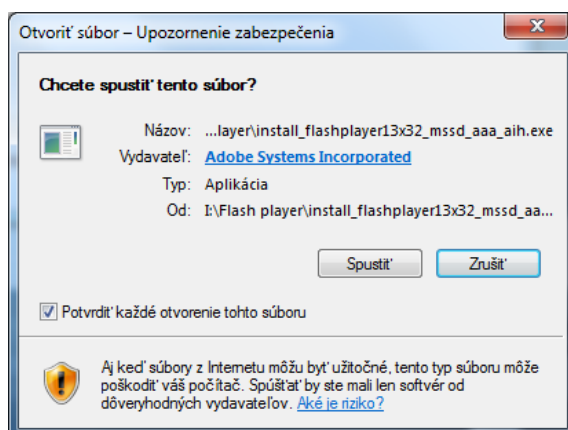 Otvoriť súbor – Upozornenie zabezpečenia
Chcete spustiť tento súbor?
Názov: ...layer\install_flashplayer13x32_mssd_aaa_aih.exe
Vydavateľ: Adobe Systems Incorporated
Typ: Aplikácia
Od: I:\Flash player\install_flashplayer13x32_mssd_aa...
Spustiť Zrušiť
Potvrdiť každé otvorenie tohto súboru
Aj keď súbory z Internetu môžu byť užitočné, tento typ súboru môže
poškodiť váš počítač. Spúšťať by ste mali len softvér od
dôveryhodných vydavateľov. Aké je riziko?